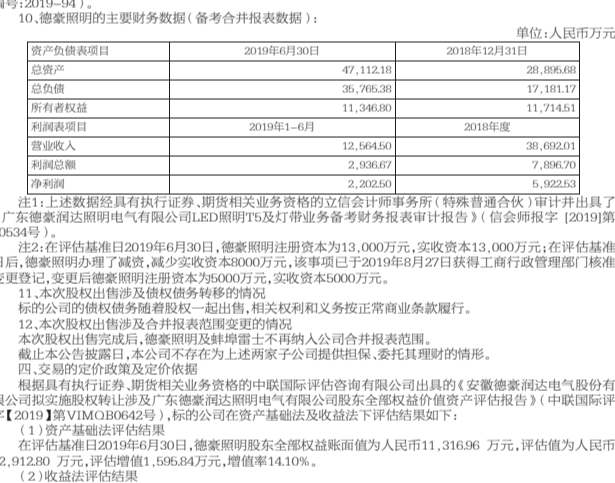 编号:2019-94）。
10、德豪照明的主要财务数据（备考合并报表数据）:
单位:人民币万元
资产负债表项目 2019年6月30日 2018年12月31日
总资产 47,112.18 28,895.68
总负债 35,765.38 17,181.17
所有者权益 11,346.80 11,714.51
利润表项目 2019年1-6月 2018年度
营业收入 12,564.50 38,692.01
利润总额 2,936.67 7,896.70
净利润 2,202.50 5,922.53
注1:上述数据经具有执行证券、期货相关业务资格的立信会计师事务所（特殊普通合伙）审计并出具了
广东德豪润达照明电气有限公司LED照明T5及灯带业务备考财务报表审计报告》（信会师报字 [2019]第
0534号）。
注2:在评估基准日2019年6月30日,德豪照明注册资本为13,000万元,实收资本13,000万元;在评估基准
日后,德豪照明办理了减资,减少实收资本8000万元,该事项已于2019年8月27日获得工商行政管理部门核准
变更登记,变更后德豪照明注册资本为5000万元,实收资本5000万元。
11、本次股权出售涉及债权债务转移的情况
标的公司的债权债务随着股权一起出售,相关权利和义务按正常商业条款履行。
12、本次股权出售涉及合并报表范围变更的情况
本次股权出售完成后,德豪照明及蚌埠雷士不再纳入公司合并报表范围。
截止本公告披露日,本公司不存在为上述两家子公司提供担保、委托其理财的情形。
四、交易的定价政策及定价依据
根据具有执行证券、期货相关业务资格的中联国际评估咨询有限公司出具的《安徽德豪润达电气股份有
限公司拟实施股权转让涉及广东德豪润达照明电气有限公司股东全部权益价值资产评估报告》（中联国际评
字【2019】第VIMQB0642号）,标的公司在资产基础法及收益法下评估结果如下:
（1）资产基础法评估结果
在评估基准日2019年6月30日,德豪照明股东全部权益账面值为人民币11,316.96 万元,评估值为人民币
2,912.80 万元,评估增值1,595.84万元,增值率14.10%。
（2）收益法评估结果